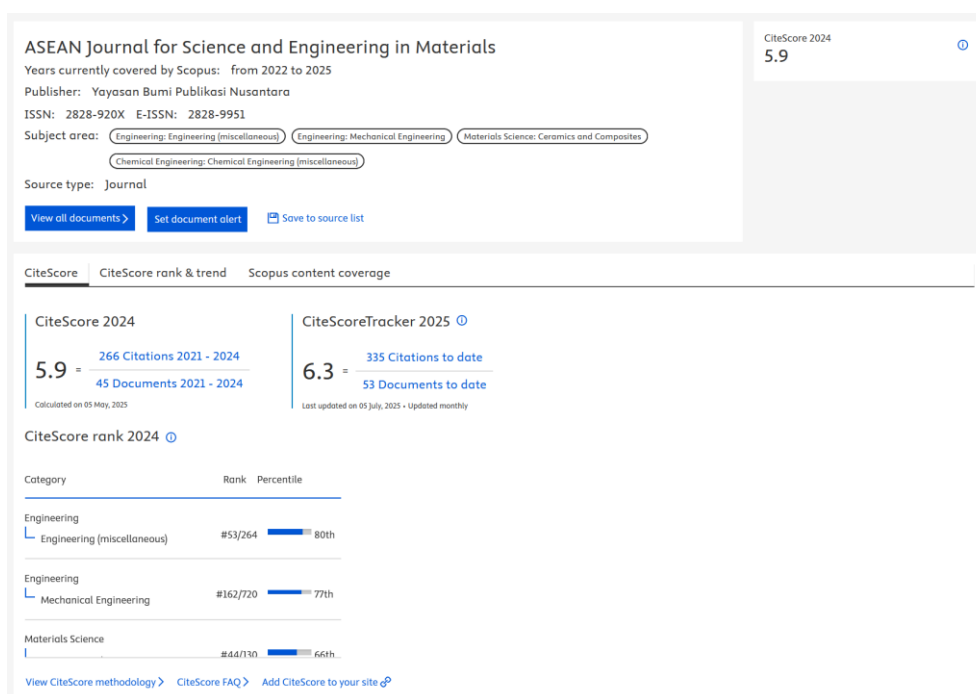 ASEAN Journal for Science and Engineering in Materials
Years currently covered by Scopus: from 2022 to 2025
Publisher: Yayasan Bumi Publikasi Nusantara
ISSN: 2828-920X E-ISSN: 2828-9951
Subject area: Engineering: Engineering (miscellaneous) Engineering: Mechanical Engineering Materials Science: Ceramics and Composites
Chemical Engineering: Chemical Engineering (miscellaneous)
Source type: Journal
View all documents > Set document alert Save to source list
CiteScore 2024
5.9
CiteScore CiteScore rank & trend Scopus content coverage
CiteScore 2024
5.9 = 266 Citations 2021 - 2024
45 Documents 2021 - 2024
Calculated on 05 May, 2025
CiteScoreTracker 2025
6.3 = 335 Citations to date
53 Documents to date
Last updated on 05 July, 2025 • Updated monthly
CiteScore rank 2024
Category Rank Percentile
Engineering
Engineering (miscellaneous) #53/264 80th
Engineering
Mechanical Engineering #162/720 77th
Materials Science
#44/130 66th
View CiteScore methodology > CiteScore FAQ > Add CiteScore to your site